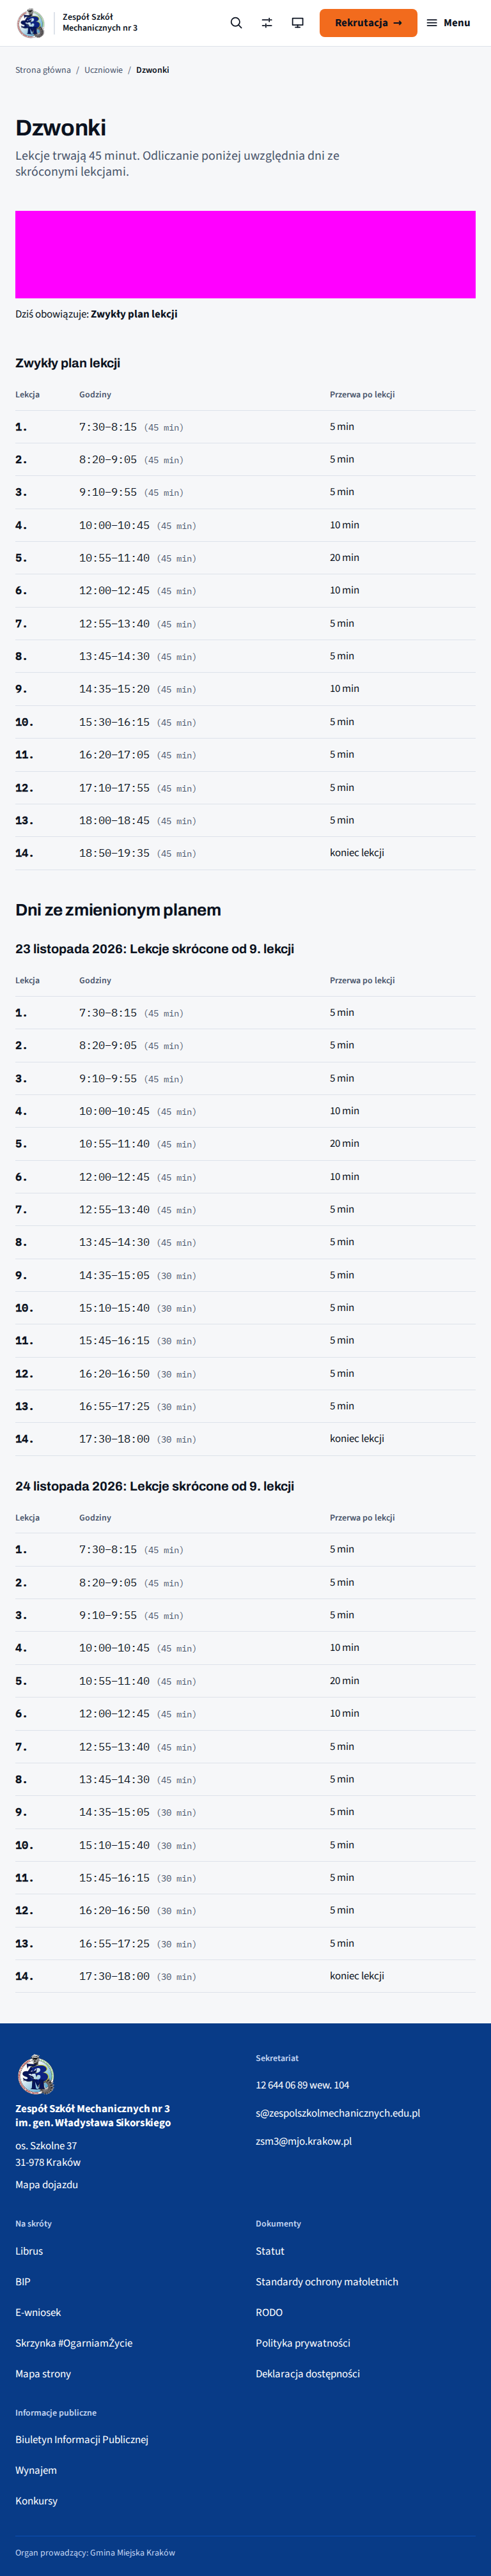 Zespół Szkół
Mechanicznych nr 3
Rekrutacja →
Menu
Strona główna / Uczniowie / Dzwonki
Dzwonki
Lekcje trwają 45 minut. Odliczanie poniżej uwzględnia dni ze
skróconymi lekcjami.
Dziś obowiązuje: Zwykły plan lekcji
Zwykły plan lekcji
Lekcja Godziny Przerwa po lekcji
1. 7:30–8:15 (45 min) 5 min
2. 8:20–9:05 (45 min) 5 min
3. 9:10–9:55 (45 min) 5 min
4. 10:00–10:45 (45 min) 10 min
5. 10:55–11:40 (45 min) 20 min
6. 12:00–12:45 (45 min) 10 min
7. 12:55–13:40 (45 min) 5 min
8. 13:45–14:30 (45 min) 5 min
9. 14:35–15:20 (45 min) 10 min
10. 15:30–16:15 (45 min) 5 min
11. 16:20–17:05 (45 min) 5 min
12. 17:10–17:55 (45 min) 5 min
13. 18:00–18:45 (45 min) 5 min
14. 18:50–19:35 (45 min) koniec lekcji
Dni ze zmienionym planem
23 listopada 2026: Lekcje skrócone od 9. lekcji
Lekcja Godziny Przerwa po lekcji
1. 7:30–8:15 (45 min) 5 min
2. 8:20–9:05 (45 min) 5 min
3. 9:10–9:55 (45 min) 5 min
4. 10:00–10:45 (45 min) 10 min
5. 10:55–11:40 (45 min) 20 min
6. 12:00–12:45 (45 min) 10 min
7. 12:55–13:40 (45 min) 5 min
8. 13:45–14:30 (45 min) 5 min
9. 14:35–15:05 (30 min) 5 min
10. 15:10–15:40 (30 min) 5 min
11. 15:45–16:15 (30 min) 5 min
12. 16:20–16:50 (30 min) 5 min
13. 16:55–17:25 (30 min) 5 min
14. 17:30–18:00 (30 min) koniec lekcji
24 listopada 2026: Lekcje skrócone od 9. lekcji
Lekcja Godziny Przerwa po lekcji
1. 7:30–8:15 (45 min) 5 min
2. 8:20–9:05 (45 min) 5 min
3. 9:10–9:55 (45 min) 5 min
4. 10:00–10:45 (45 min) 10 min
5. 10:55–11:40 (45 min) 20 min
6. 12:00–12:45 (45 min) 10 min
7. 12:55–13:40 (45 min) 5 min
8. 13:45–14:30 (45 min) 5 min
9. 14:35–15:05 (30 min) 5 min
10. 15:10–15:40 (30 min) 5 min
11. 15:45–16:15 (30 min) 5 min
12. 16:20–16:50 (30 min) 5 min
13. 16:55–17:25 (30 min) 5 min
14. 17:30–18:00 (30 min) koniec lekcji
Zespół Szkół Mechanicznych nr 3
im. gen. Władysława Sikorskiego
os. Szkolne 37
31-978 Kraków
Mapa dojazdu
Sekretariat
12 644 06 89 wew. 104
s@zespolszkolmechanicznych.edu.pl
zsm3@mjo.krakow.pl
Na skróty
Librus
BIP
E-wniosek
Skrzynka #OgarniamŻycie
Mapa strony
Dokumenty
Statut
Standardy ochrony małoletnich
RODO
Polityka prywatności
Deklaracja dostępności
Informacje publiczne
Biuletyn Informacji Publicznej
Wynajem
Konkursy
Organ prowadzący: Gmina Miejska Kraków